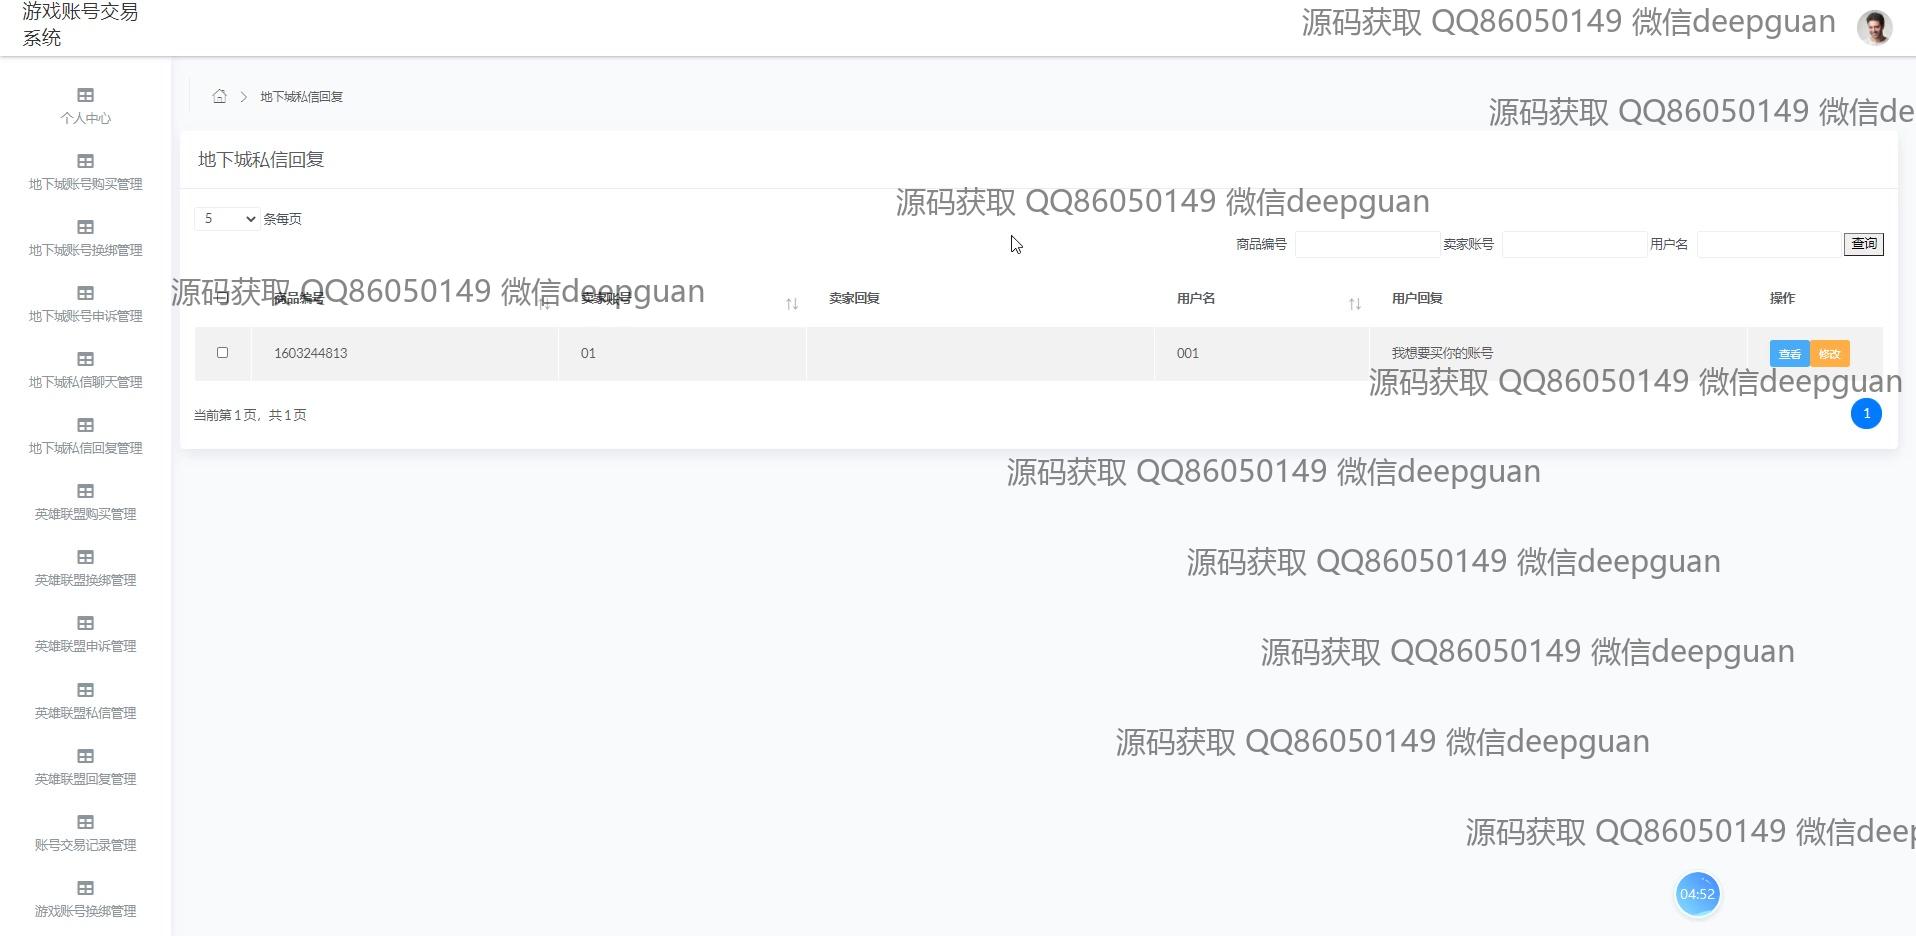 游戏账号交易
系统
源码获取 QQ86050149 微信deepguan
个人中心
地下城账号购买管理
地下城账号换绑管理
地下城账号申诉管理
地下城私信聊天管理
地下城私信回复管理
英雄联盟购买管理
英雄联盟换绑管理
英雄联盟申诉管理
英雄联盟私信管理
英雄联盟回复管理
账号交易记录管理
游戏账号换绑管理
地下城私信回复
源码获取 QQ86050149 微信de
地下城私信回复
源码获取 QQ86050149 微信deepguan
5 条每页
商品编号 卖家账号 用户名 查询
源码获取 QQ86050149 微信deepguan
商品编号 卖家账号 卖家回复 用户名 用户回复 操作
1603244813 01 001 我想要买你的账号 查看 修改
源码获取 QQ86050149 微信deepguan
当前第1页，共1页 1
源码获取 QQ86050149 微信deepguan
源码获取 QQ86050149 微信deepguan
源码获取 QQ86050149 微信deepguan
源码获取 QQ86050149 微信deepguan
源码获取 QQ86050149 微信deep
04:52